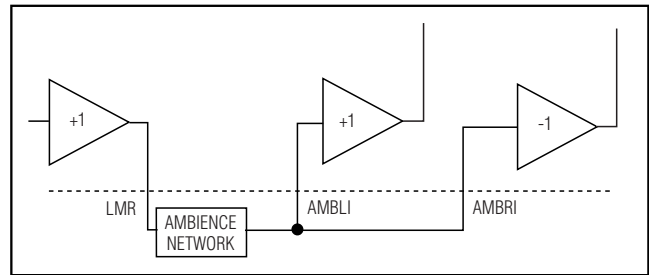 +1
+1
-1
LMR
AMBLI
AMBRI
AMBIENCE
NETWORK